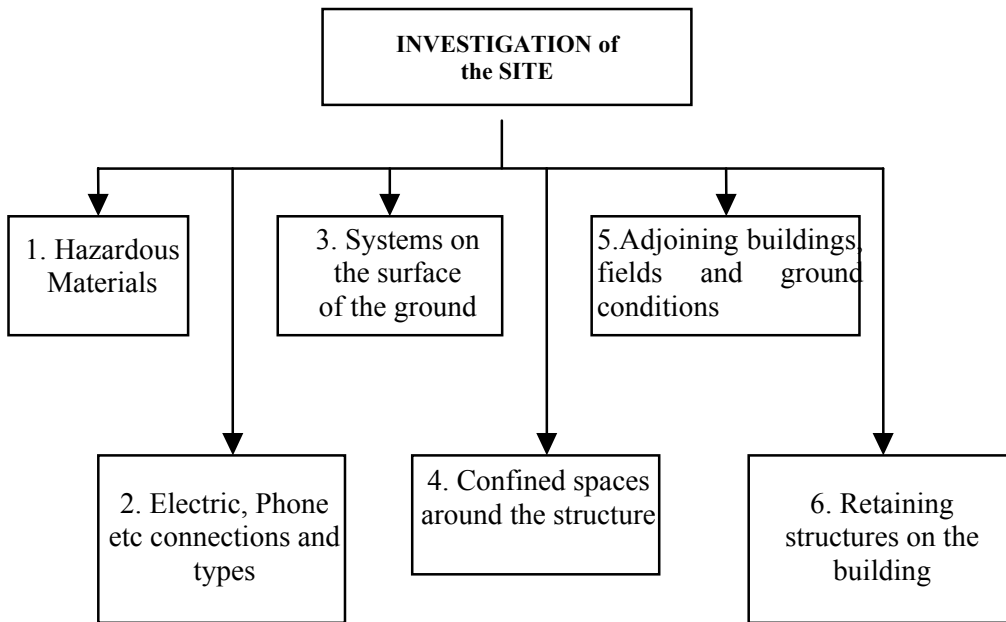 INVESTIGATION of
the SITE
1. Hazardous
Materials
3. Systems on
the surface
of the ground
5.Adjoining buildings,
fields and ground
conditions
2. Electric, Phone
etc connections and
types
4. Confined spaces
around the structure
6. Retaining
structures on the
building